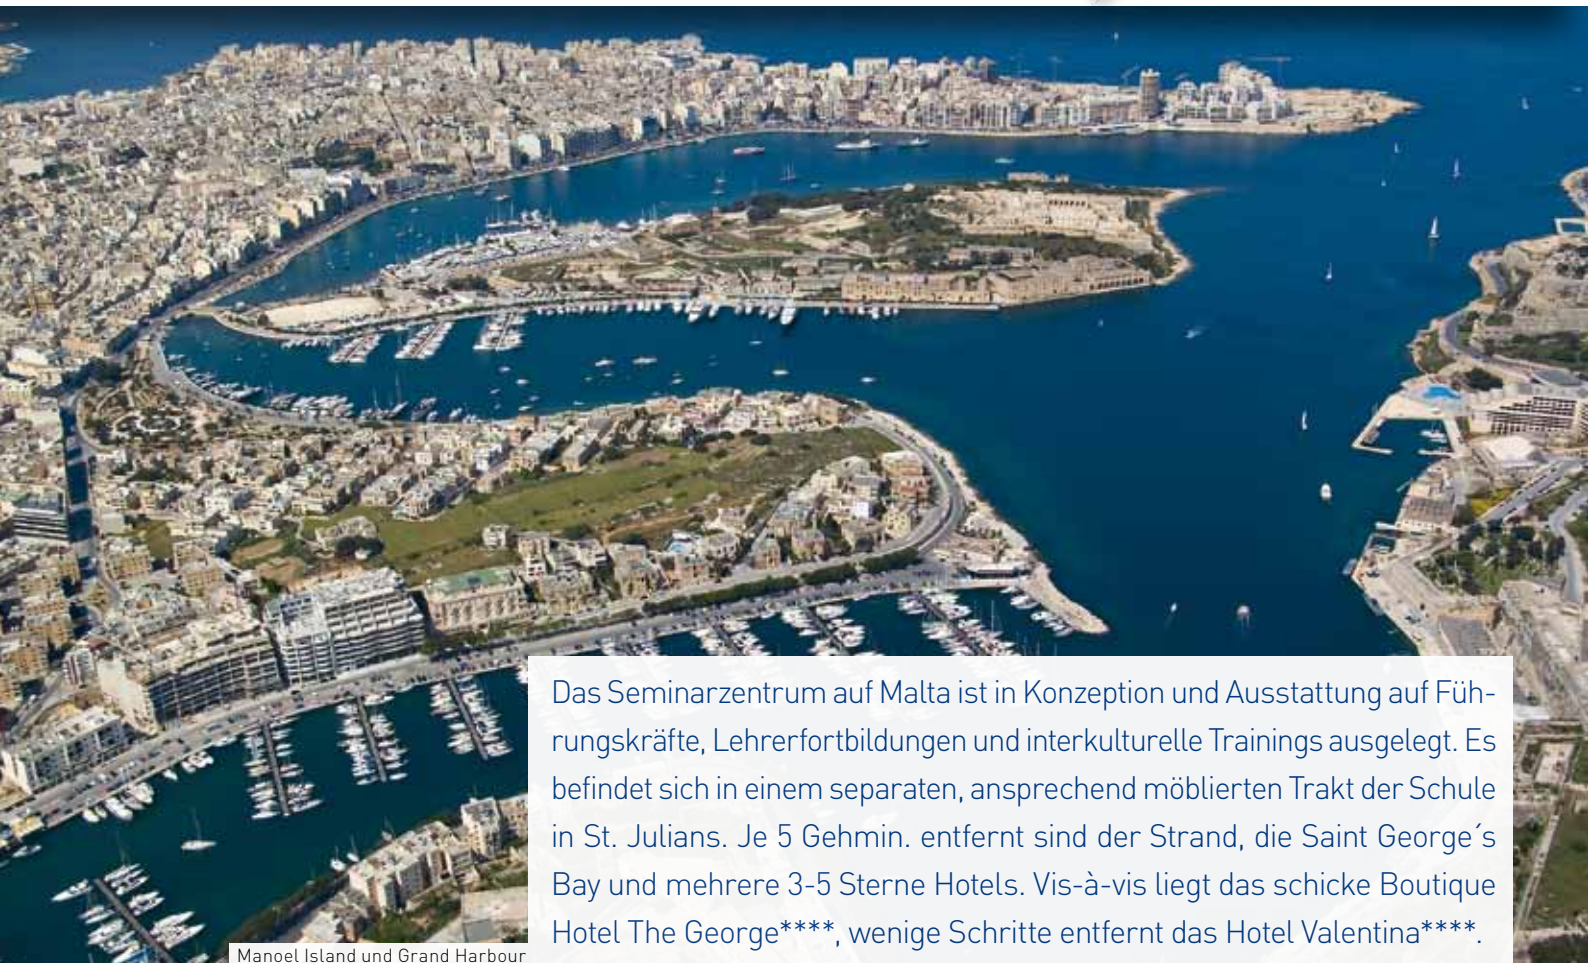 Das Seminarzentrum auf Malta ist in Konzeption und Ausstattung auf Füh-
rungskräfte, Lehrerfortbildungen und interkulturelle Trainings ausgelegt. Es
befindet sich in einem separaten, ansprechend möblierten Trakt der Schule
in St. Julians. Je 5 Gehmin. entfernt sind der Strand, die Saint George´s
Bay und mehrere 3-5 Sterne Hotels. Vis-à-vis liegt das schicke Boutique
Hotel The George****, wenige Schritte entfernt das Hotel Valentina****.
Manoel Island und Grand Harbour